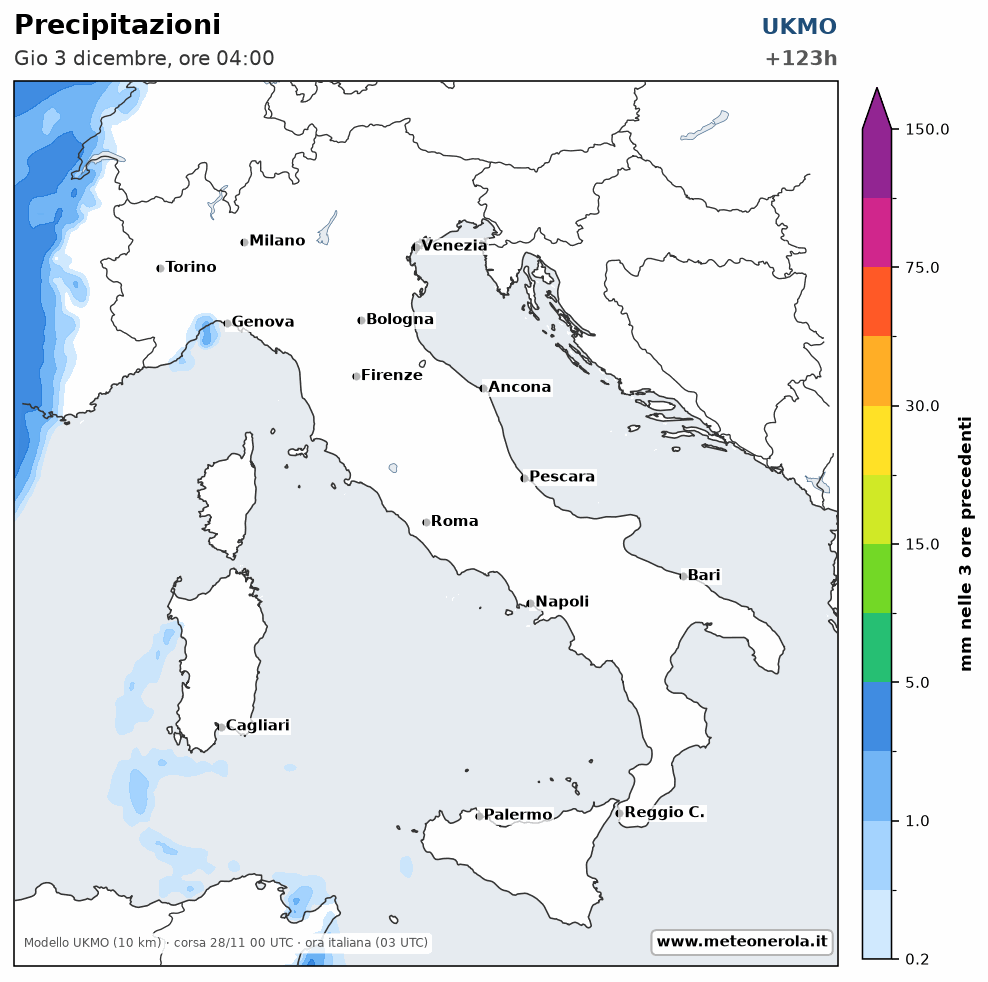 Precipitazioni
UKMO
Gio 3 dicembre, ore 04:00
+123h
150.0
75.0
30.0
15.0
5.0
1.0
0.2
mm nelle 3 ore precedenti
Milano
Venezia
Torino
Genova
Bologna
Firenze
Ancona
Pescara
Roma
Bari
Napoli
Cagliari
Palermo
Reggio C.
Modello UKMO (10 km) · corsa 28/11 00 UTC · ora italiana (03 UTC)
www.meteonerola.it